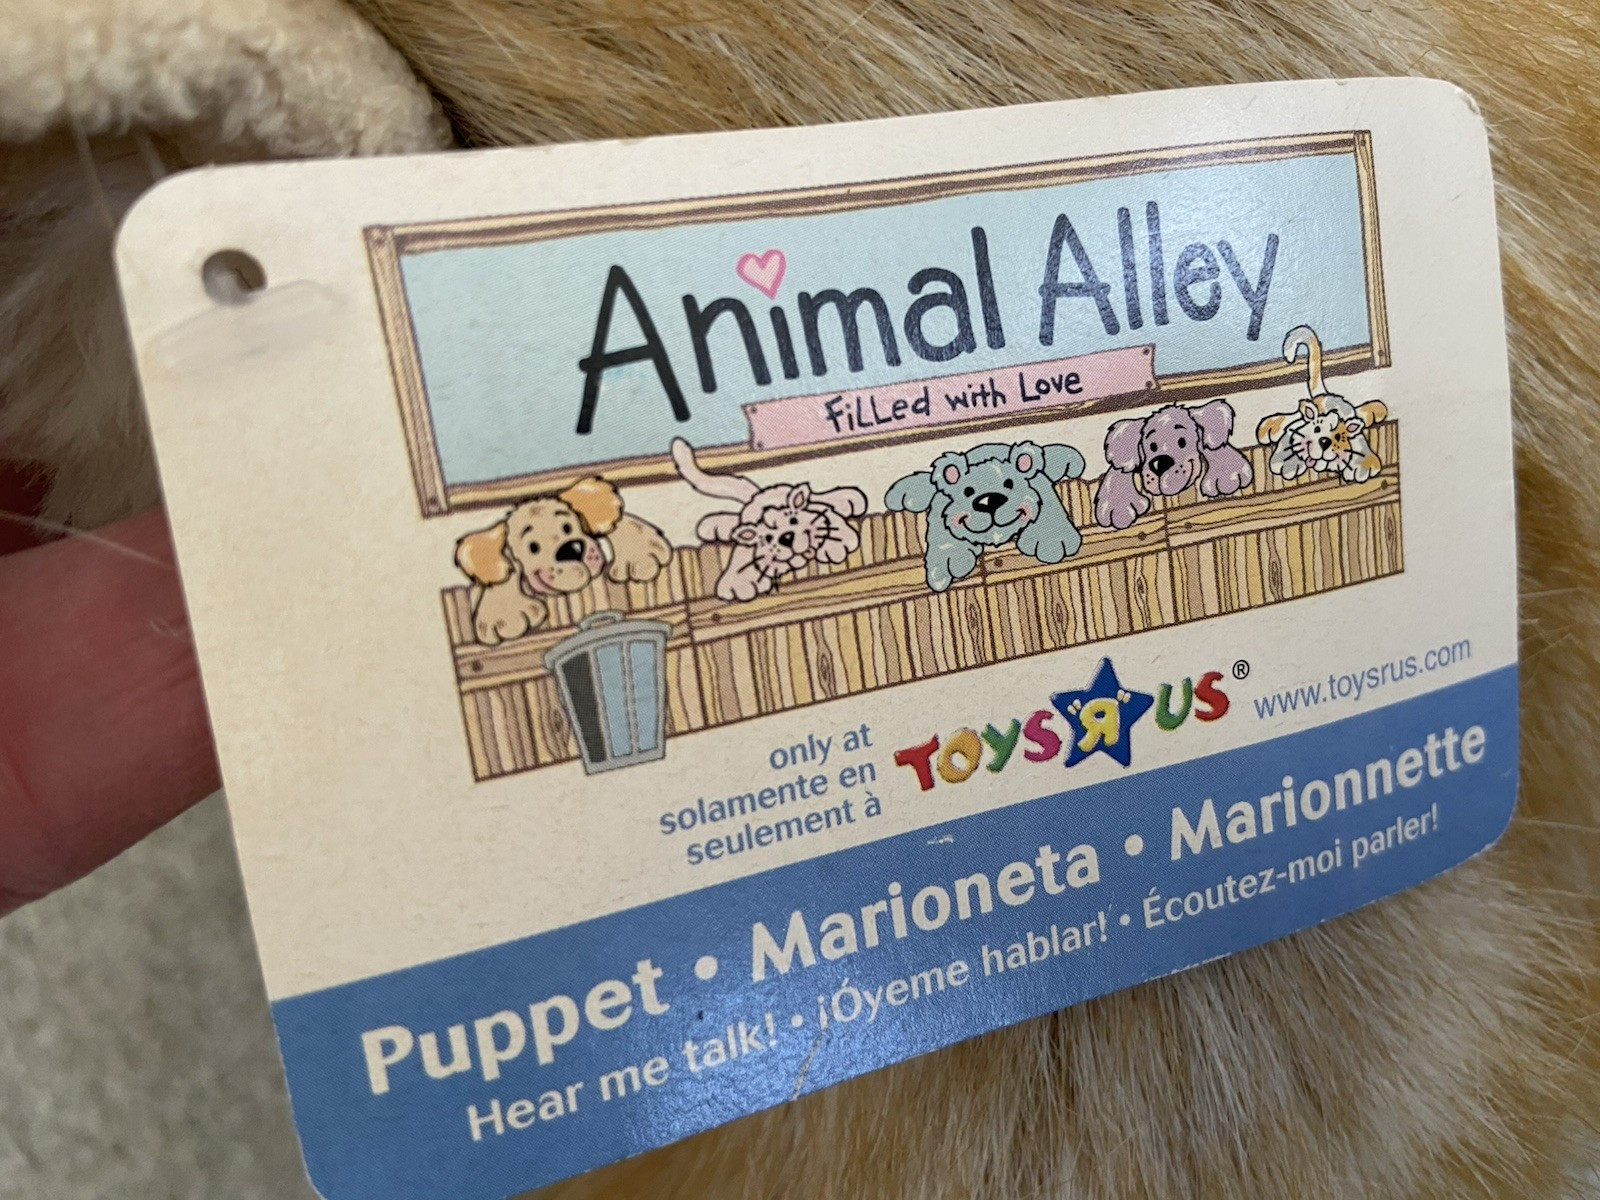 Animal Alley
Filled with Love
only at
solamente en
seulement à
TOYS "R" US® www.toysrus.com
Puppet • Marioneta • Marionnette
Hear me talk! • ¡Óyeme hablar! • Écoutez-moi parler!